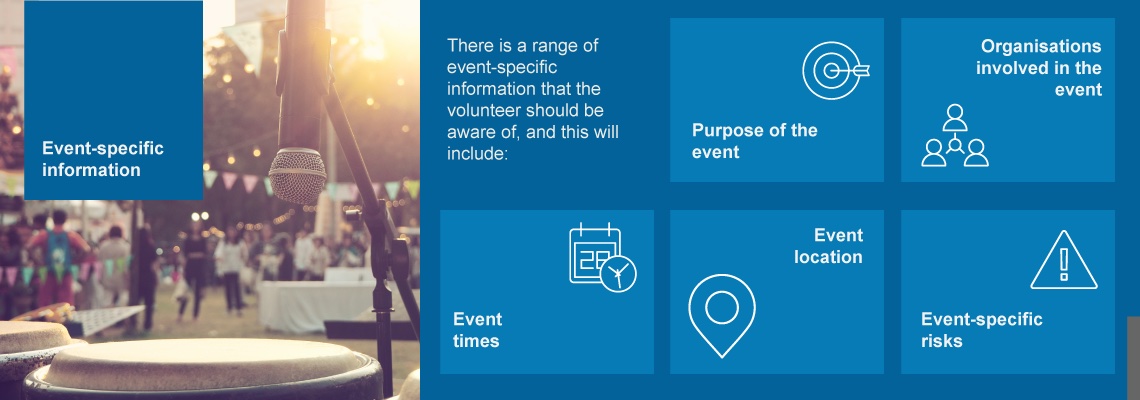 Event-specific
information
There is a range of
event-specific
information that the
volunteer should be
aware of, and this will
include:
Purpose of the
event
Organisations
involved in the
event
26
Event
times
Event
location
Event-specific
risks